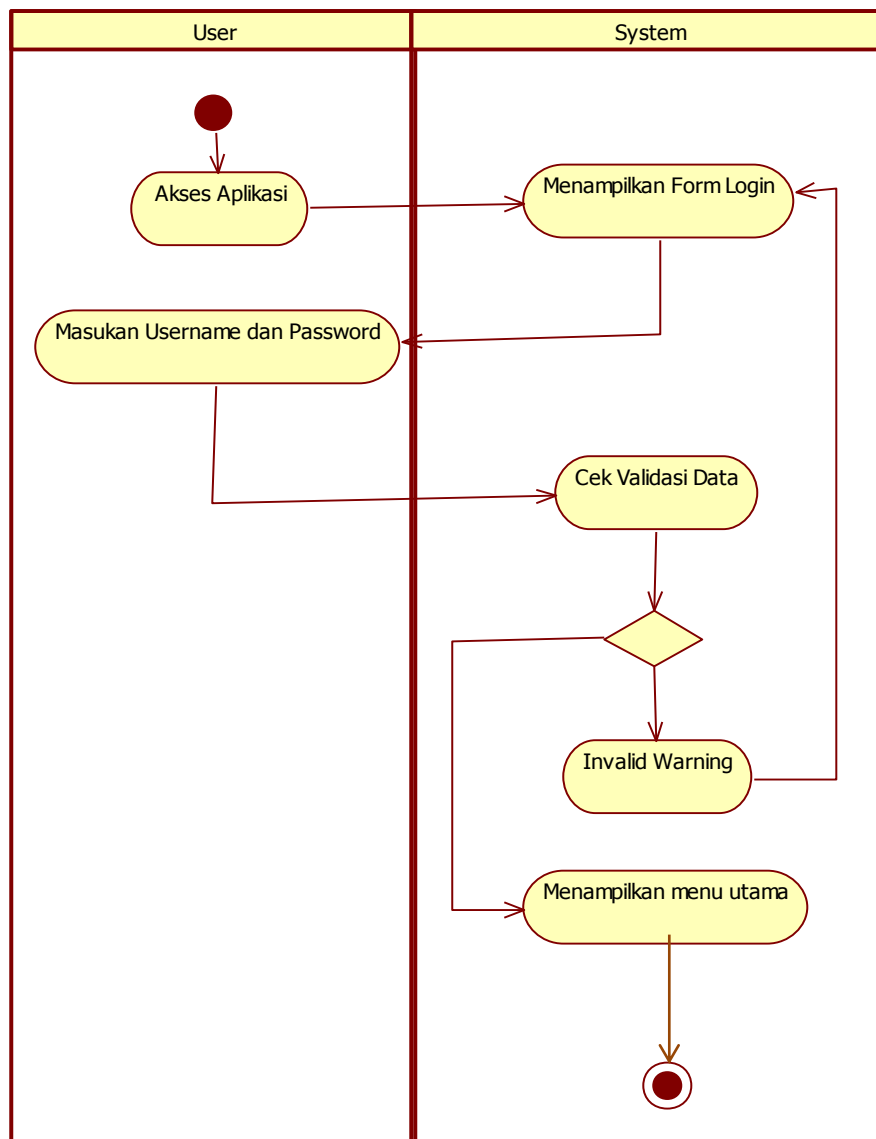 User
System
Akses Aplikasi
Menampilkan Form Login
Masukan Username dan Password
Cek Validasi Data
Invalid Warning
Menampilkan menu utama